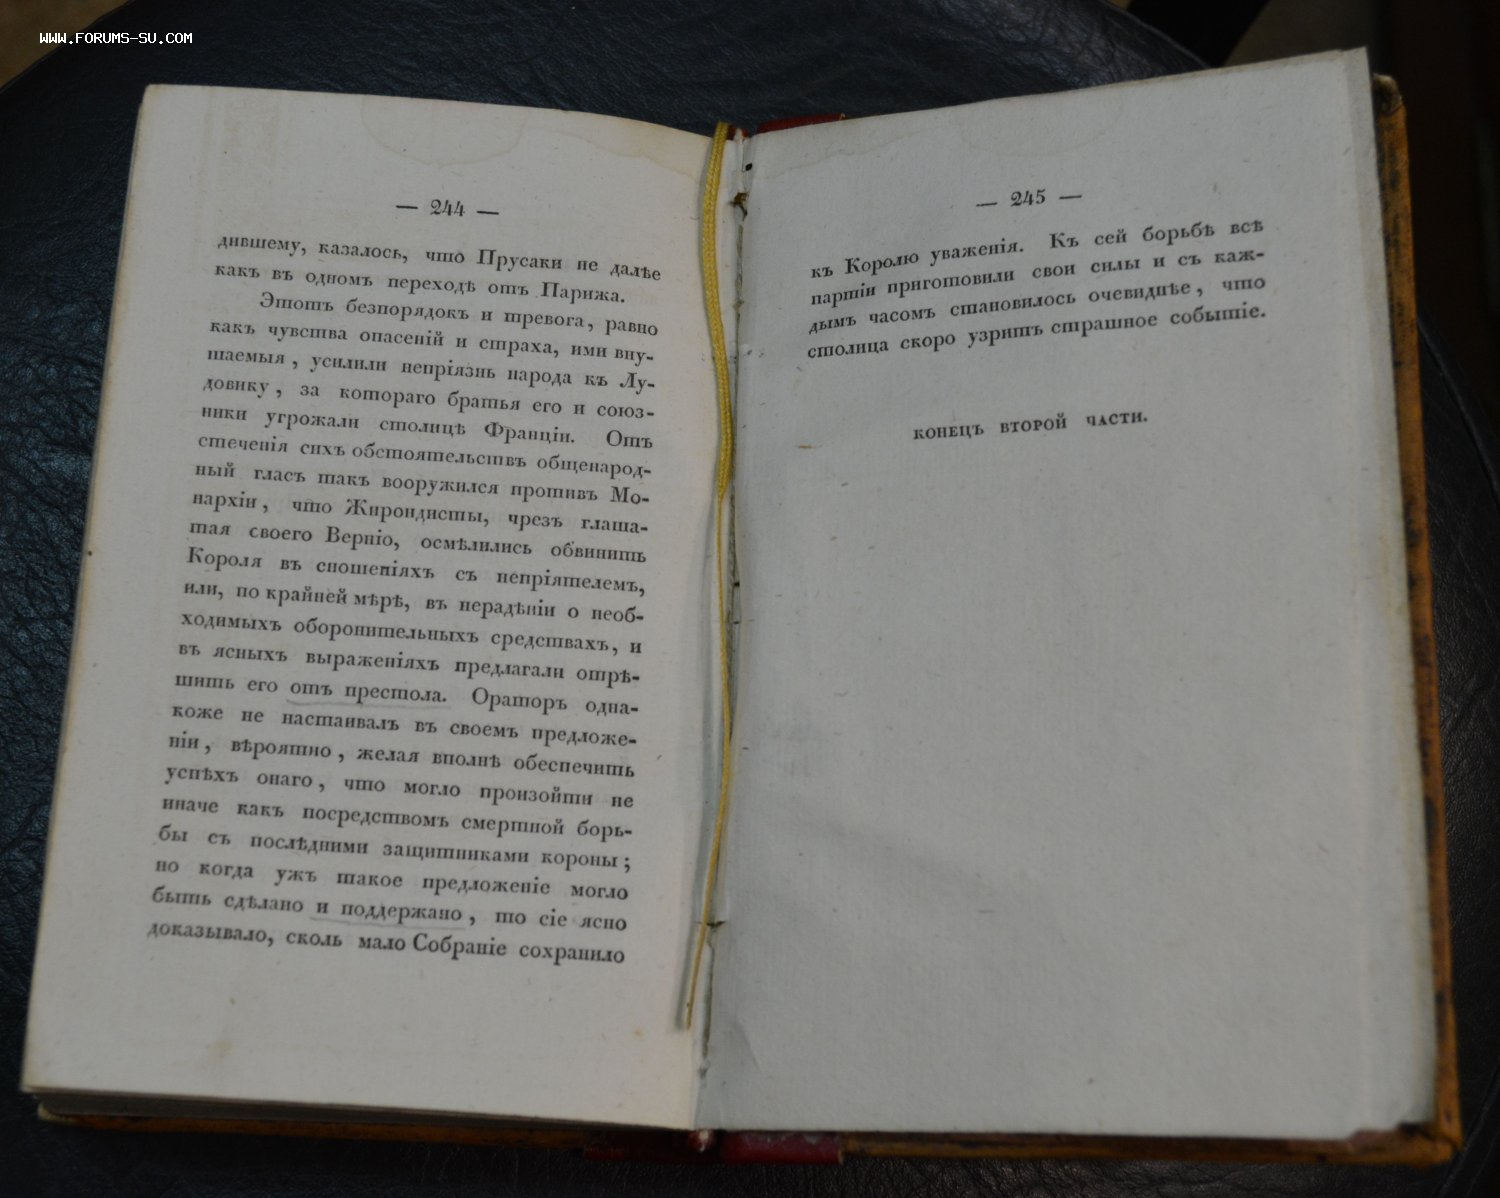 www.forums-su.com
— 244 —
дившему, казалось, что Прусаки не далѣе
какъ въ одномъ переходѣ отъ Парижа.
Этотъ безпорядокъ и тревога, равно
какъ чувства опасеній и страха, ими вну-
шаемыя, усилили непріязнь народа къ Лу-
довику, за котораго братья его и союз-
ники угрожали столицѣ Франціи. Отъ
стеченія сихъ обстоятельствъ общенарод-
ный гласъ такъ вооружился противъ Мо-
нархіи, что Жирондисты, чрезъ глаша-
тая своего Верніо, осмѣлились обвинить
Короля въ сношеніяхъ съ непріятелемъ,
или, по крайней мѣрѣ, въ нерадѣніи о необ-
ходимыхъ оборонительныхъ средствахъ, и
въ ясныхъ выраженіяхъ предлагали отрѣ-
шить его отъ престола. Ораторъ одна-
коже не настаивалъ въ своемъ предложе-
ніи, вѣроятно, желая вполнѣ обеспечить
успѣхъ онаго, что могло произойти не
иначе какъ посредствомъ смертной борь-
бы съ послѣдними защитниками короны;
но когда ужъ такое предложеніе могло
быть сдѣлано и поддержано, то сіе ясно
доказывало, сколь мало Собраніе сохранило
— 245 —
къ Королю уваженія. Къ сей борьбѣ всѣ
партіи приготовили свои силы и съ каж-
дымъ часомъ становилось очевиднѣе, что
столица скоро узритъ страшное событіе.
КОНЕЦЪ ВТОРОЙ ЧАСТИ.